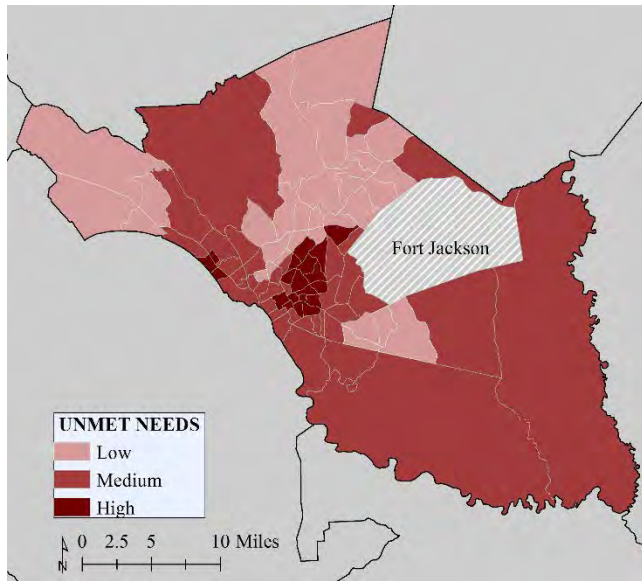 Fort Jackson
UNMET NEEDS
Low
Medium
High
N
0 2.5 5 10 Miles